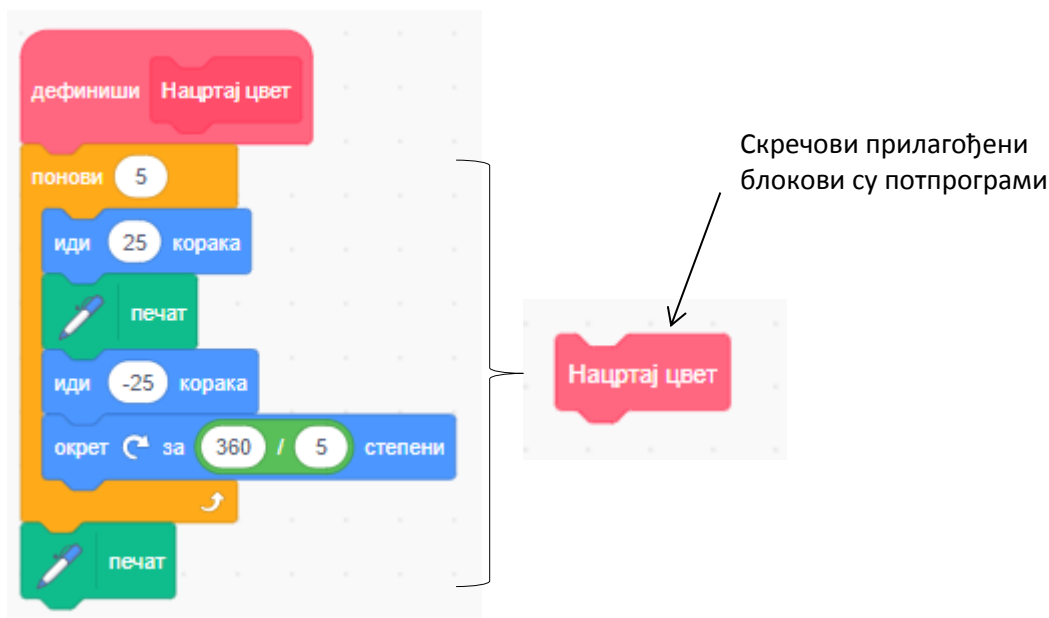 дефиниши Нацртај цвет
понови 5
иди 25 корака
печат
иди -25 корака
окрет за 360 / 5 степени
печат
Скречови прилагођени
блокови су потпрограми
Нацртај цвет